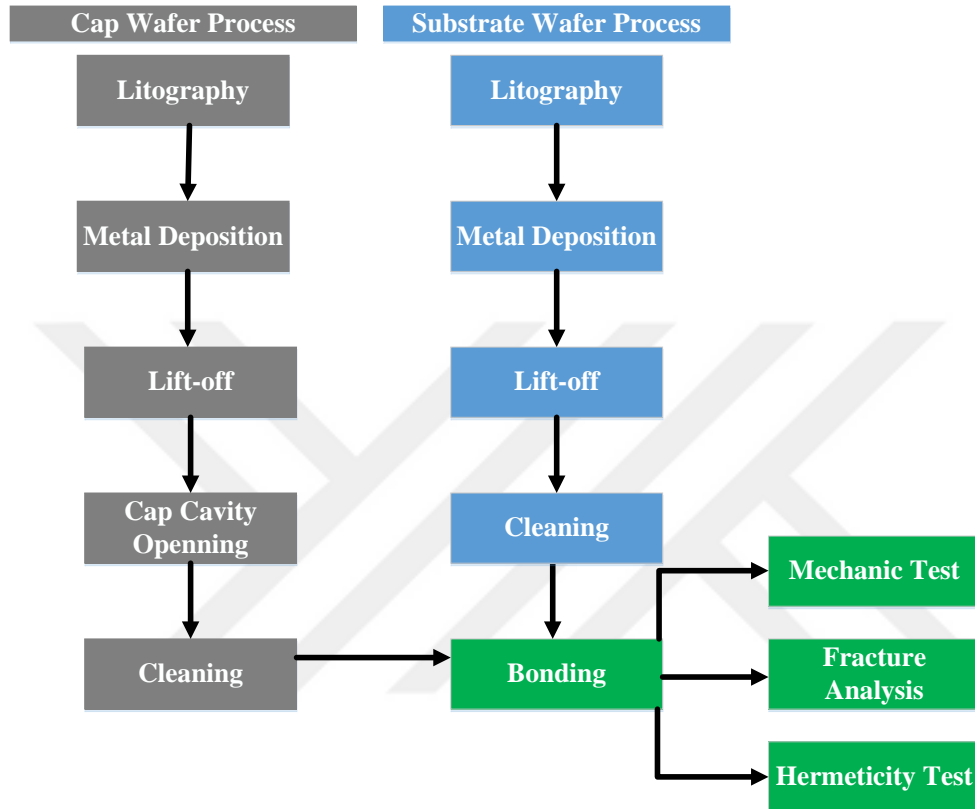 Cap Wafer Process
Substrate Wafer Process
Litography
Litography
Metal Deposition
Metal Deposition
Lift-off
Lift-off
Cap Cavity
Openning
Cleaning
Mechanic Test
Cleaning
Bonding
Fracture
Analysis
Hermeticity Test